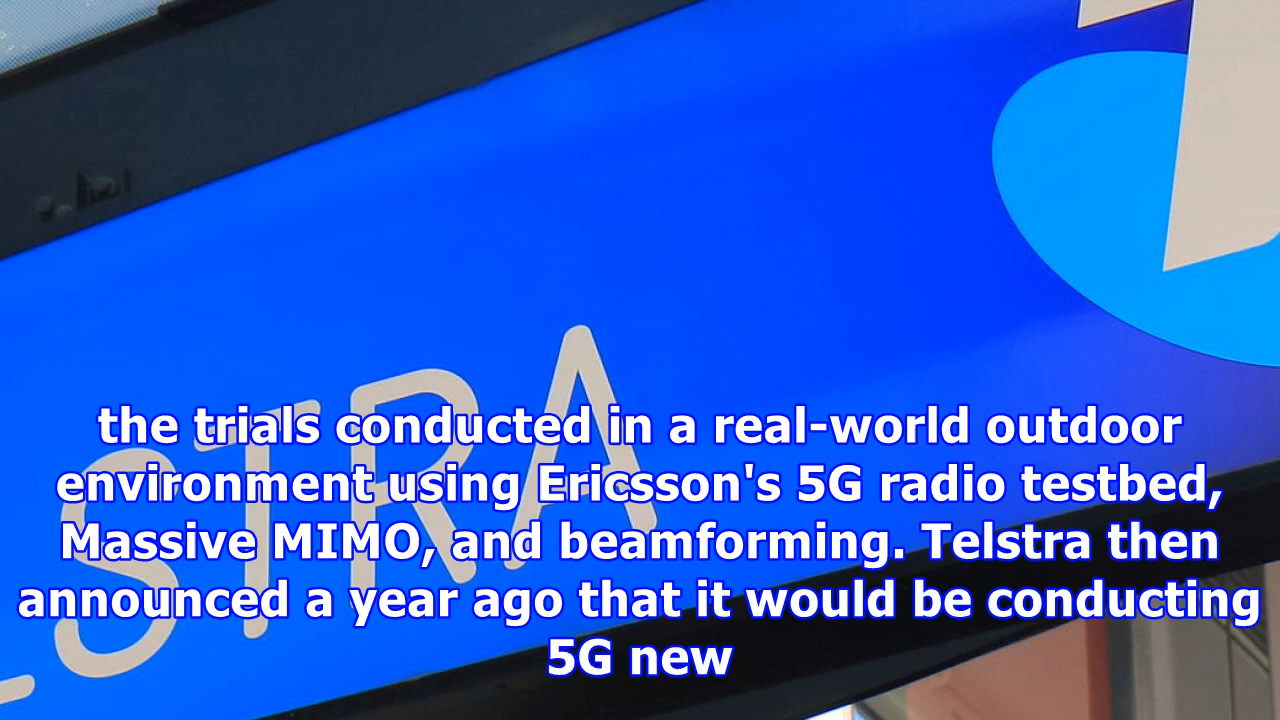 LSTRA
T
the trials conducted in a real-world outdoor
environment using Ericsson's 5G radio testbed,
Massive MIMO, and beamforming. Telstra then
announced a year ago that it would be conducting
5G new